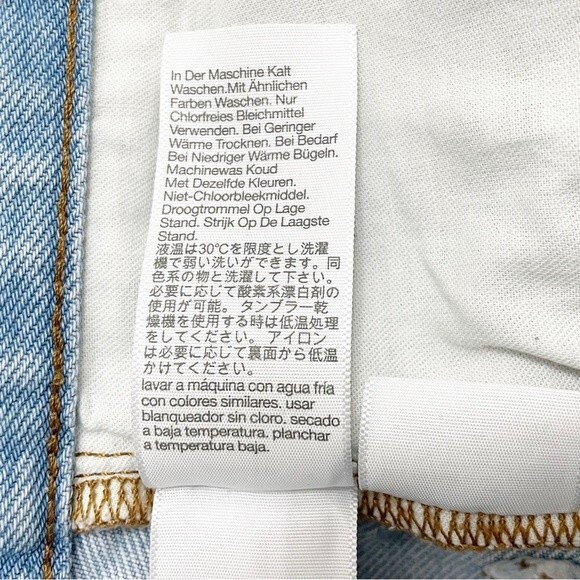 In Der Maschine Kalt
Waschen.Mit Ähnlichen
Farben Waschen. Nur
Chlorfreies Bleichmittel
Verwenden. Bei Geringer
Wärme Trocknen. Bei Bedarf
Bei Niedriger Wärme Bügeln.
Machinewas Koud
Met Dezelfde Kleuren.
Niet-Chloorbleekmiddel.
Droogtrommel Op Lage
Stand. Strijk Op De Laagste
Stand.
液温は30℃を限度とし洗濯
機で弱い洗いができます。同
色系の物と洗濯して下さい。
必要に応じて酸素系漂白剤の
使用が可能。タンブラー乾
燥機を使用する時は低温処理
をしてください。アイロン
は必要に応じて裏面から低温
かけてください。
lavar a máquina con agua fría
con colores similares. usar
blanqueador sin cloro. secado
a baja temperatura. planchar
a temperatura baja.